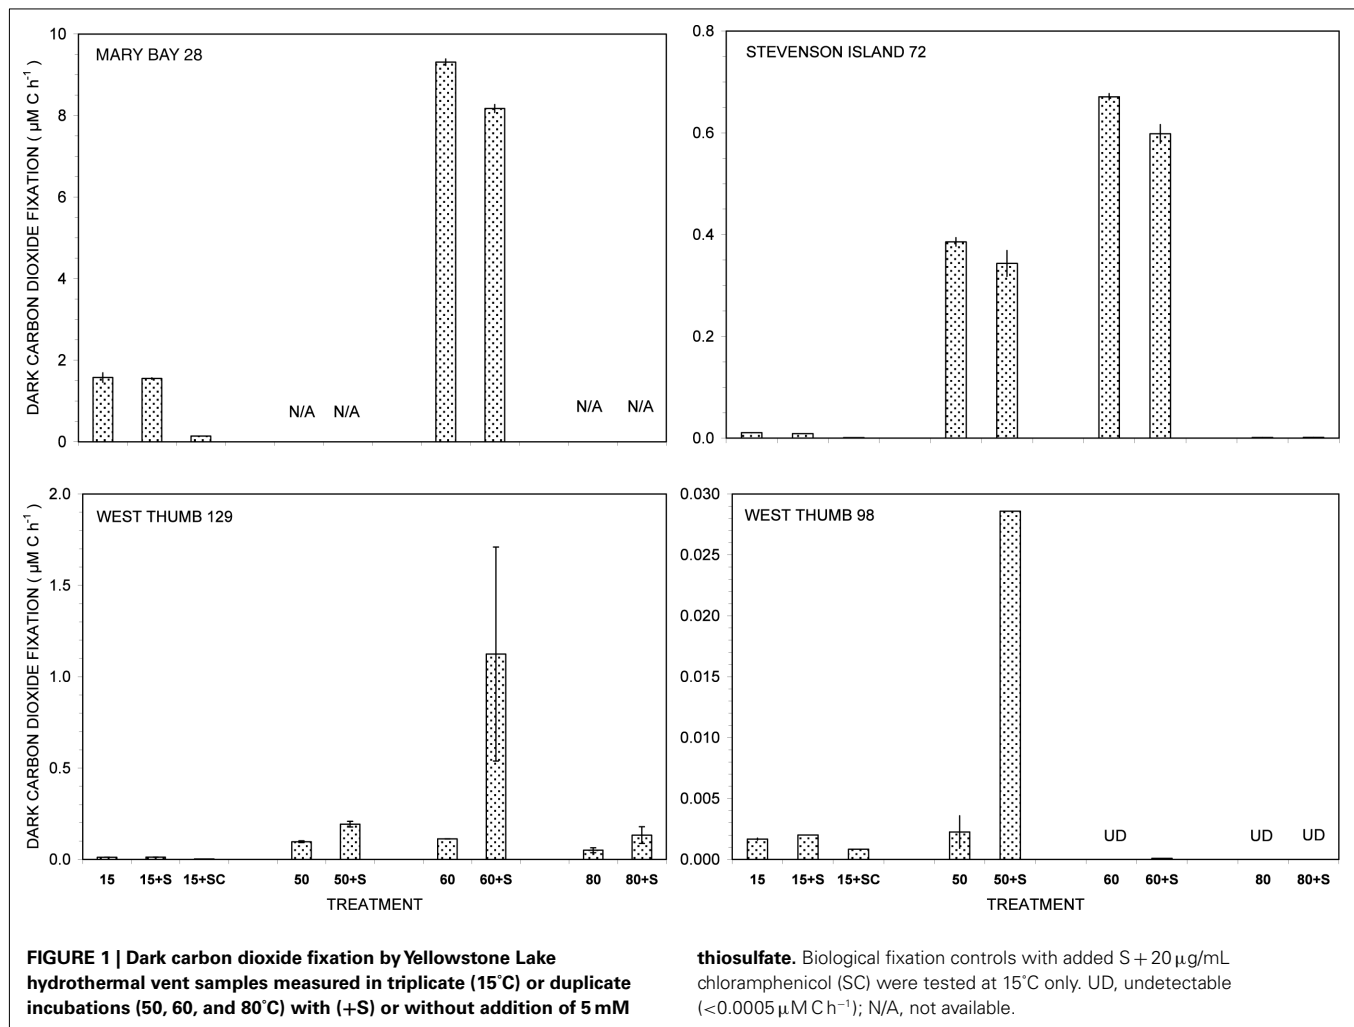 MARY BAY 28
DARK CARBON DIOXIDE FIXATION ( µM C h⁻¹ )
10
8
6
4
2
0
N/A N/A
N/A N/A
STEVENSON ISLAND 72
0.8
0.6
0.4
0.2
0.0
WEST THUMB 129
DARK CARBON DIOXIDE FIXATION ( µM C h⁻¹ )
2.0
1.5
1.0
0.5
0.0
15 15+S 15+SC 50 50+S 60 60+S 80 80+S
TREATMENT
WEST THUMB 98
0.030
0.025
0.020
0.015
0.010
0.005
0.000
UD UD UD
15 15+S 15+SC 50 50+S 60 60+S 80 80+S
TREATMENT
FIGURE 1 | Dark carbon dioxide fixation by Yellowstone Lake
hydrothermal vent samples measured in triplicate (15˚C) or duplicate
incubations (50, 60, and 80˚C) with (+S) or without addition of 5 mM
thiosulfate. Biological fixation controls with added S + 20 µg/mL
chloramphenicol (SC) were tested at 15˚C only. UD, undetectable
(<0.0005 µM C h⁻¹); N/A, not available.